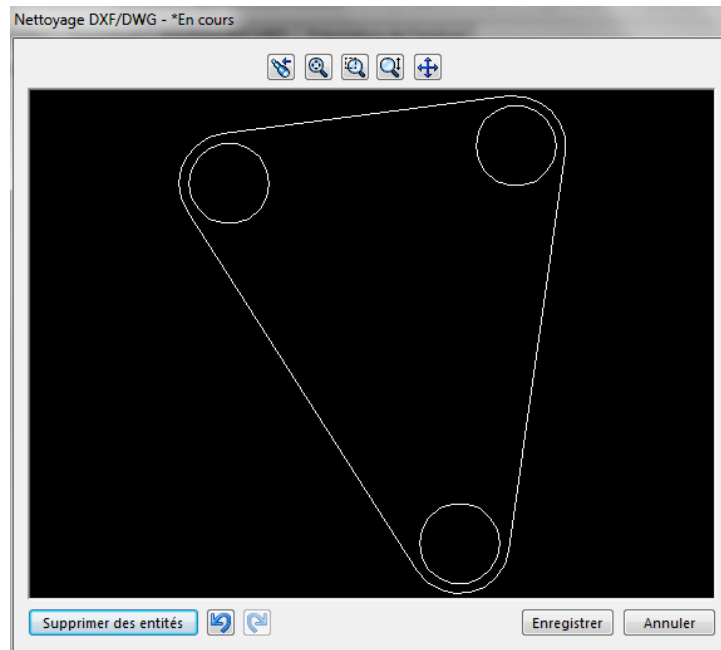 Nettoyage DXF/DWG - *En cours
Supprimer des entités Enregistrer Annuler